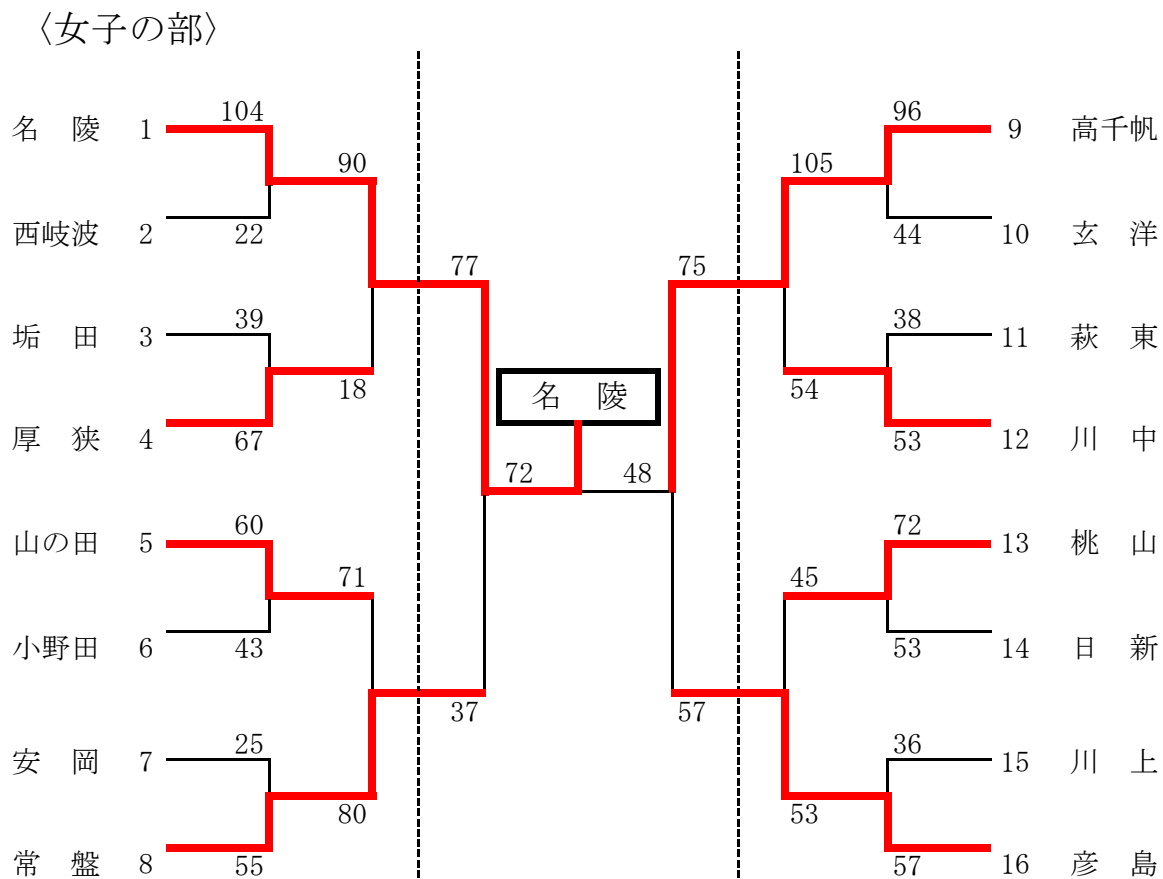 〈女子の部〉
104 96
名 陵 1 9 高千帆
90 105
西岐波 2 22 44 10 玄 洋
77 75
39 38
垢 田 3 11 萩 東
18 54
名 陵
厚 狭 4 67 53 12 川 中
72 48
60 72
山の田 5 13 桃 山
71 45
小野田 6 43 53 14 日 新
37 57
25 36
安 岡 7 15 川 上
80 53
常 盤 8 55 57 16 彦 島